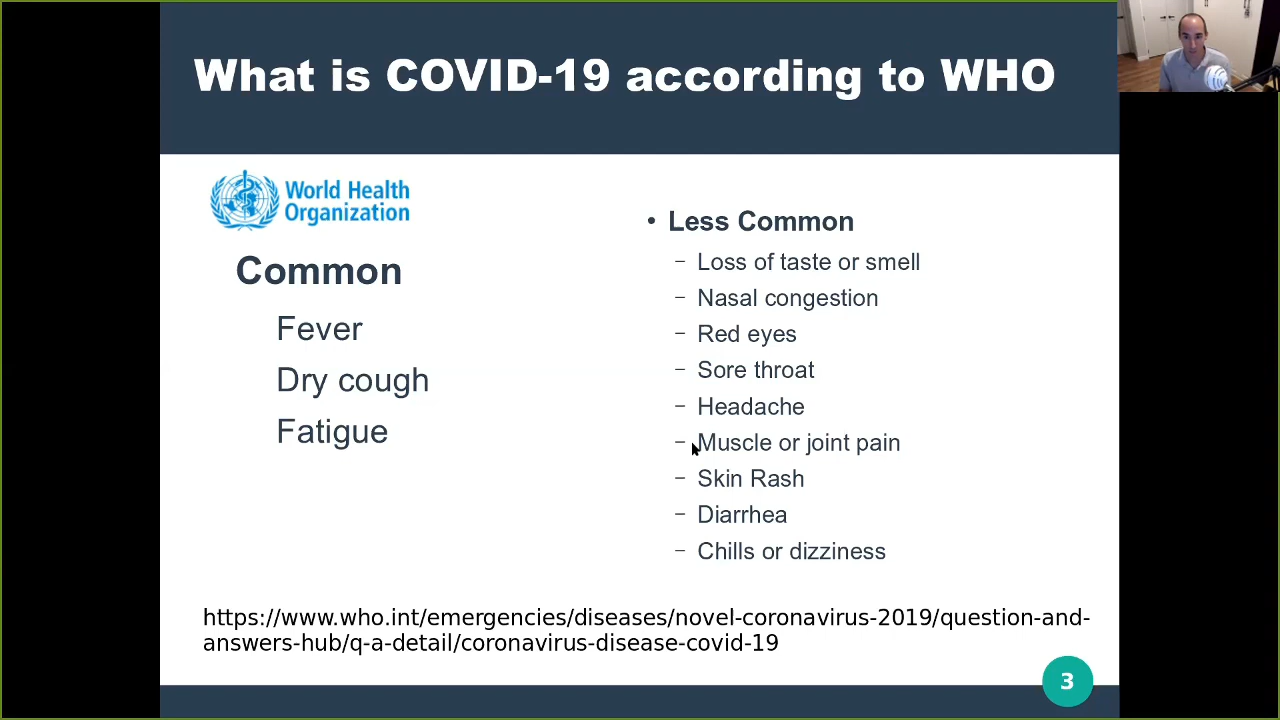 What is COVID-19 according to WHO
World Health
Organization
Common
Fever
Dry cough
Fatigue
• Less Common
– Loss of taste or smell
– Nasal congestion
– Red eyes
– Sore throat
– Headache
– Muscle or joint pain
– Skin Rash
– Diarrhea
– Chills or dizziness
https://www.who.int/emergencies/diseases/novel-coronavirus-2019/question-and-
answers-hub/q-a-detail/coronavirus-disease-covid-19
3